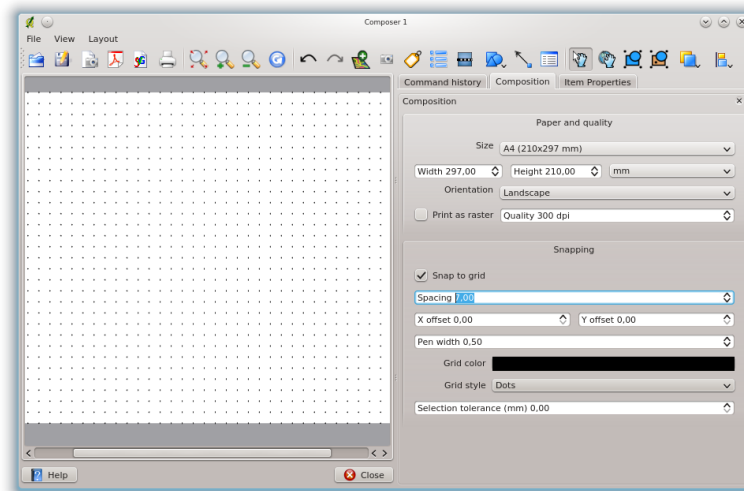 Composer 1
File View Layout
Command history Composition Item Properties
Composition
Paper and quality
Size A4 (210x297 mm)
Width 297,00 Height 210,00 mm
Orientation Landscape
Print as raster Quality 300 dpi
Snapping
Snap to grid
Spacing 7,00
X offset 0,00 Y offset 0,00
Pen width 0,50
Grid color
Grid style Dots
Selection tolerance (mm) 0,00
Help Close